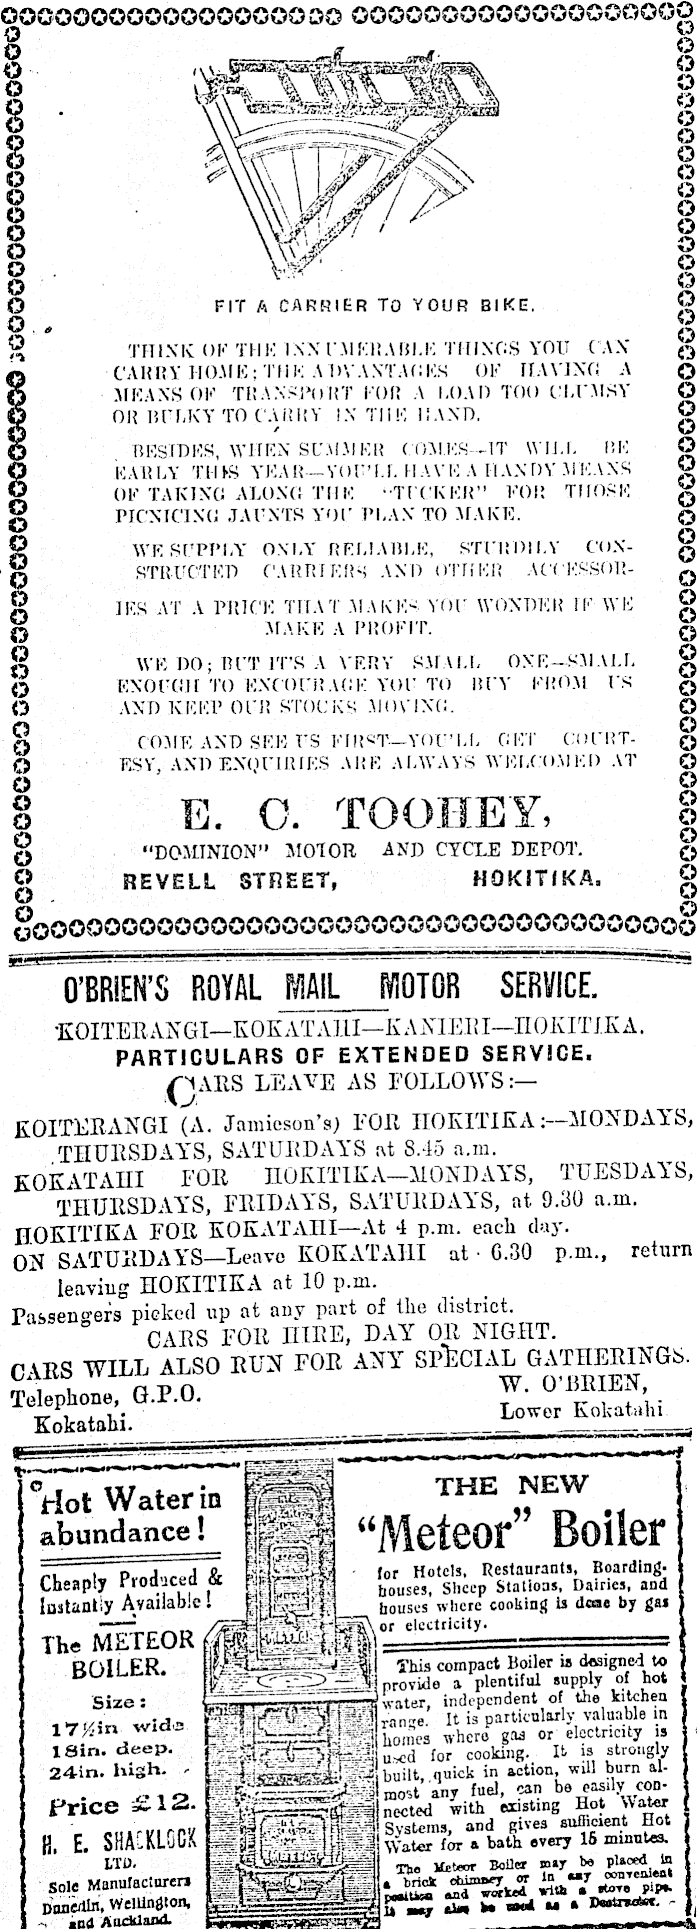 FIT A CARRIER TO YOUR BIKE.
THINK OF THE INNUMERABLE THINGS YOU CAN
CARRY HOME; THE ADVANTAGES OF HAVING A
MEANS OF TRANSPORT FOR A LOAD TOO CLUMSY
OR BULKY TO CARRY IN THE HAND.
BESIDES, WHEN SUMMER COMES—IT WILL BE
EARLY THIS YEAR—YOU'LL HAVE A HANDY MEANS
OF TAKING ALONG THE "TUCKER" FOR THOSE
PICNICING JAUNTS YOU PLAN TO MAKE.
WE SUPPLY ONLY RELIABLE, STURDILY CON-
STRUCTED CARRIERS AND OTHER ACCESSOR-
IES AT A PRICE THAT MAKES YOU WONDER IF WE
MAKE A PROFIT.
WE DO; BUT IT'S A VERY SMALL ONE—SMALL
ENOUGH TO ENCOURAGE YOU TO BUY FROM US
AND KEEP OUR STOCKS MOVING.
COME AND SEE US FIRST—YOU'LL GET COURT-
ESY, AND ENQUIRIES ARE ALWAYS WELCOMED AT
E. C. TOOHEY,
"DOMINION" MOTOR AND CYCLE DEPOT.
REVELL STREET, HOKITIKA.
O'BRIEN'S ROYAL MAIL MOTOR SERVICE.
KOITERANGI—KOKATAHI—KANIERI—HOKITIKA.
PARTICULARS OF EXTENDED SERVICE.
CARS LEAVE AS FOLLOWS:—
KOITERANGI (A. Jamieson's) FOR HOKITIKA:—MONDAYS,
THURSDAYS, SATURDAYS at 8.45 a.m.
KOKATAHI FOR HOKITIKA—MONDAYS, TUESDAYS,
THURSDAYS, FRIDAYS, SATURDAYS, at 9.30 a.m.
HOKITIKA FOR KOKATAHI—At 4 p.m. each day.
ON SATURDAYS—Leave KOKATAHI at 6.30 p.m., return
leaving HOKITIKA at 10 p.m.
Passengers picked up at any part of the district.
CARS FOR HIRE, DAY OR NIGHT.
CARS WILL ALSO RUN FOR ANY SPECIAL GATHERINGS.
Telephone, G.P.O. W. O'BRIEN,
Kokatahi. Lower Kokatahi
Hot Water in
abundance!
Cheaply Produced &
Instantly Available!
The METEOR
BOILER.
Size:
17½in wide
18in. deep.
24in. high.
Price £12.
H. E. SHACKLOCK
LTD.
Sole Manufacturers
Dunedin, Wellington,
and Auckland.
THE NEW
"Meteor" Boiler
for Hotels, Restaurants, Boarding-
houses, Sheep Stations, Dairies, and
houses where cooking is done by gas
or electricity.
This compact Boiler is designed to
provide a plentiful supply of hot
water, independent of the kitchen
range. It is particularly valuable in
homes where gas or electricity is
used for cooking. It is strongly
built, quick in action, will burn al-
most any fuel, can be easily con-
nected with existing Hot Water
Systems, and gives sufficient Hot
Water for a bath every 15 minutes.
The Meteor Boiler may be placed in
a brick chimney or in any convenient
position and worked with a stove pipe.
It may also be used as a Destructor.